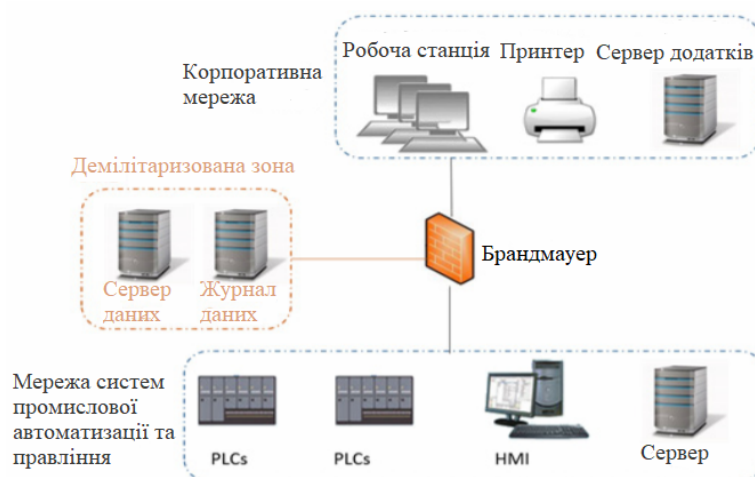 Робоча станція
Принтер
Сервер додатків
Корпоративна
мережа
Демілітаризована зона
Сервер
даних
Журнал
даних
Брандмауер
Мережа систем
промислової
автоматизації та
правління
PLCs
PLCs
HMI
Сервер